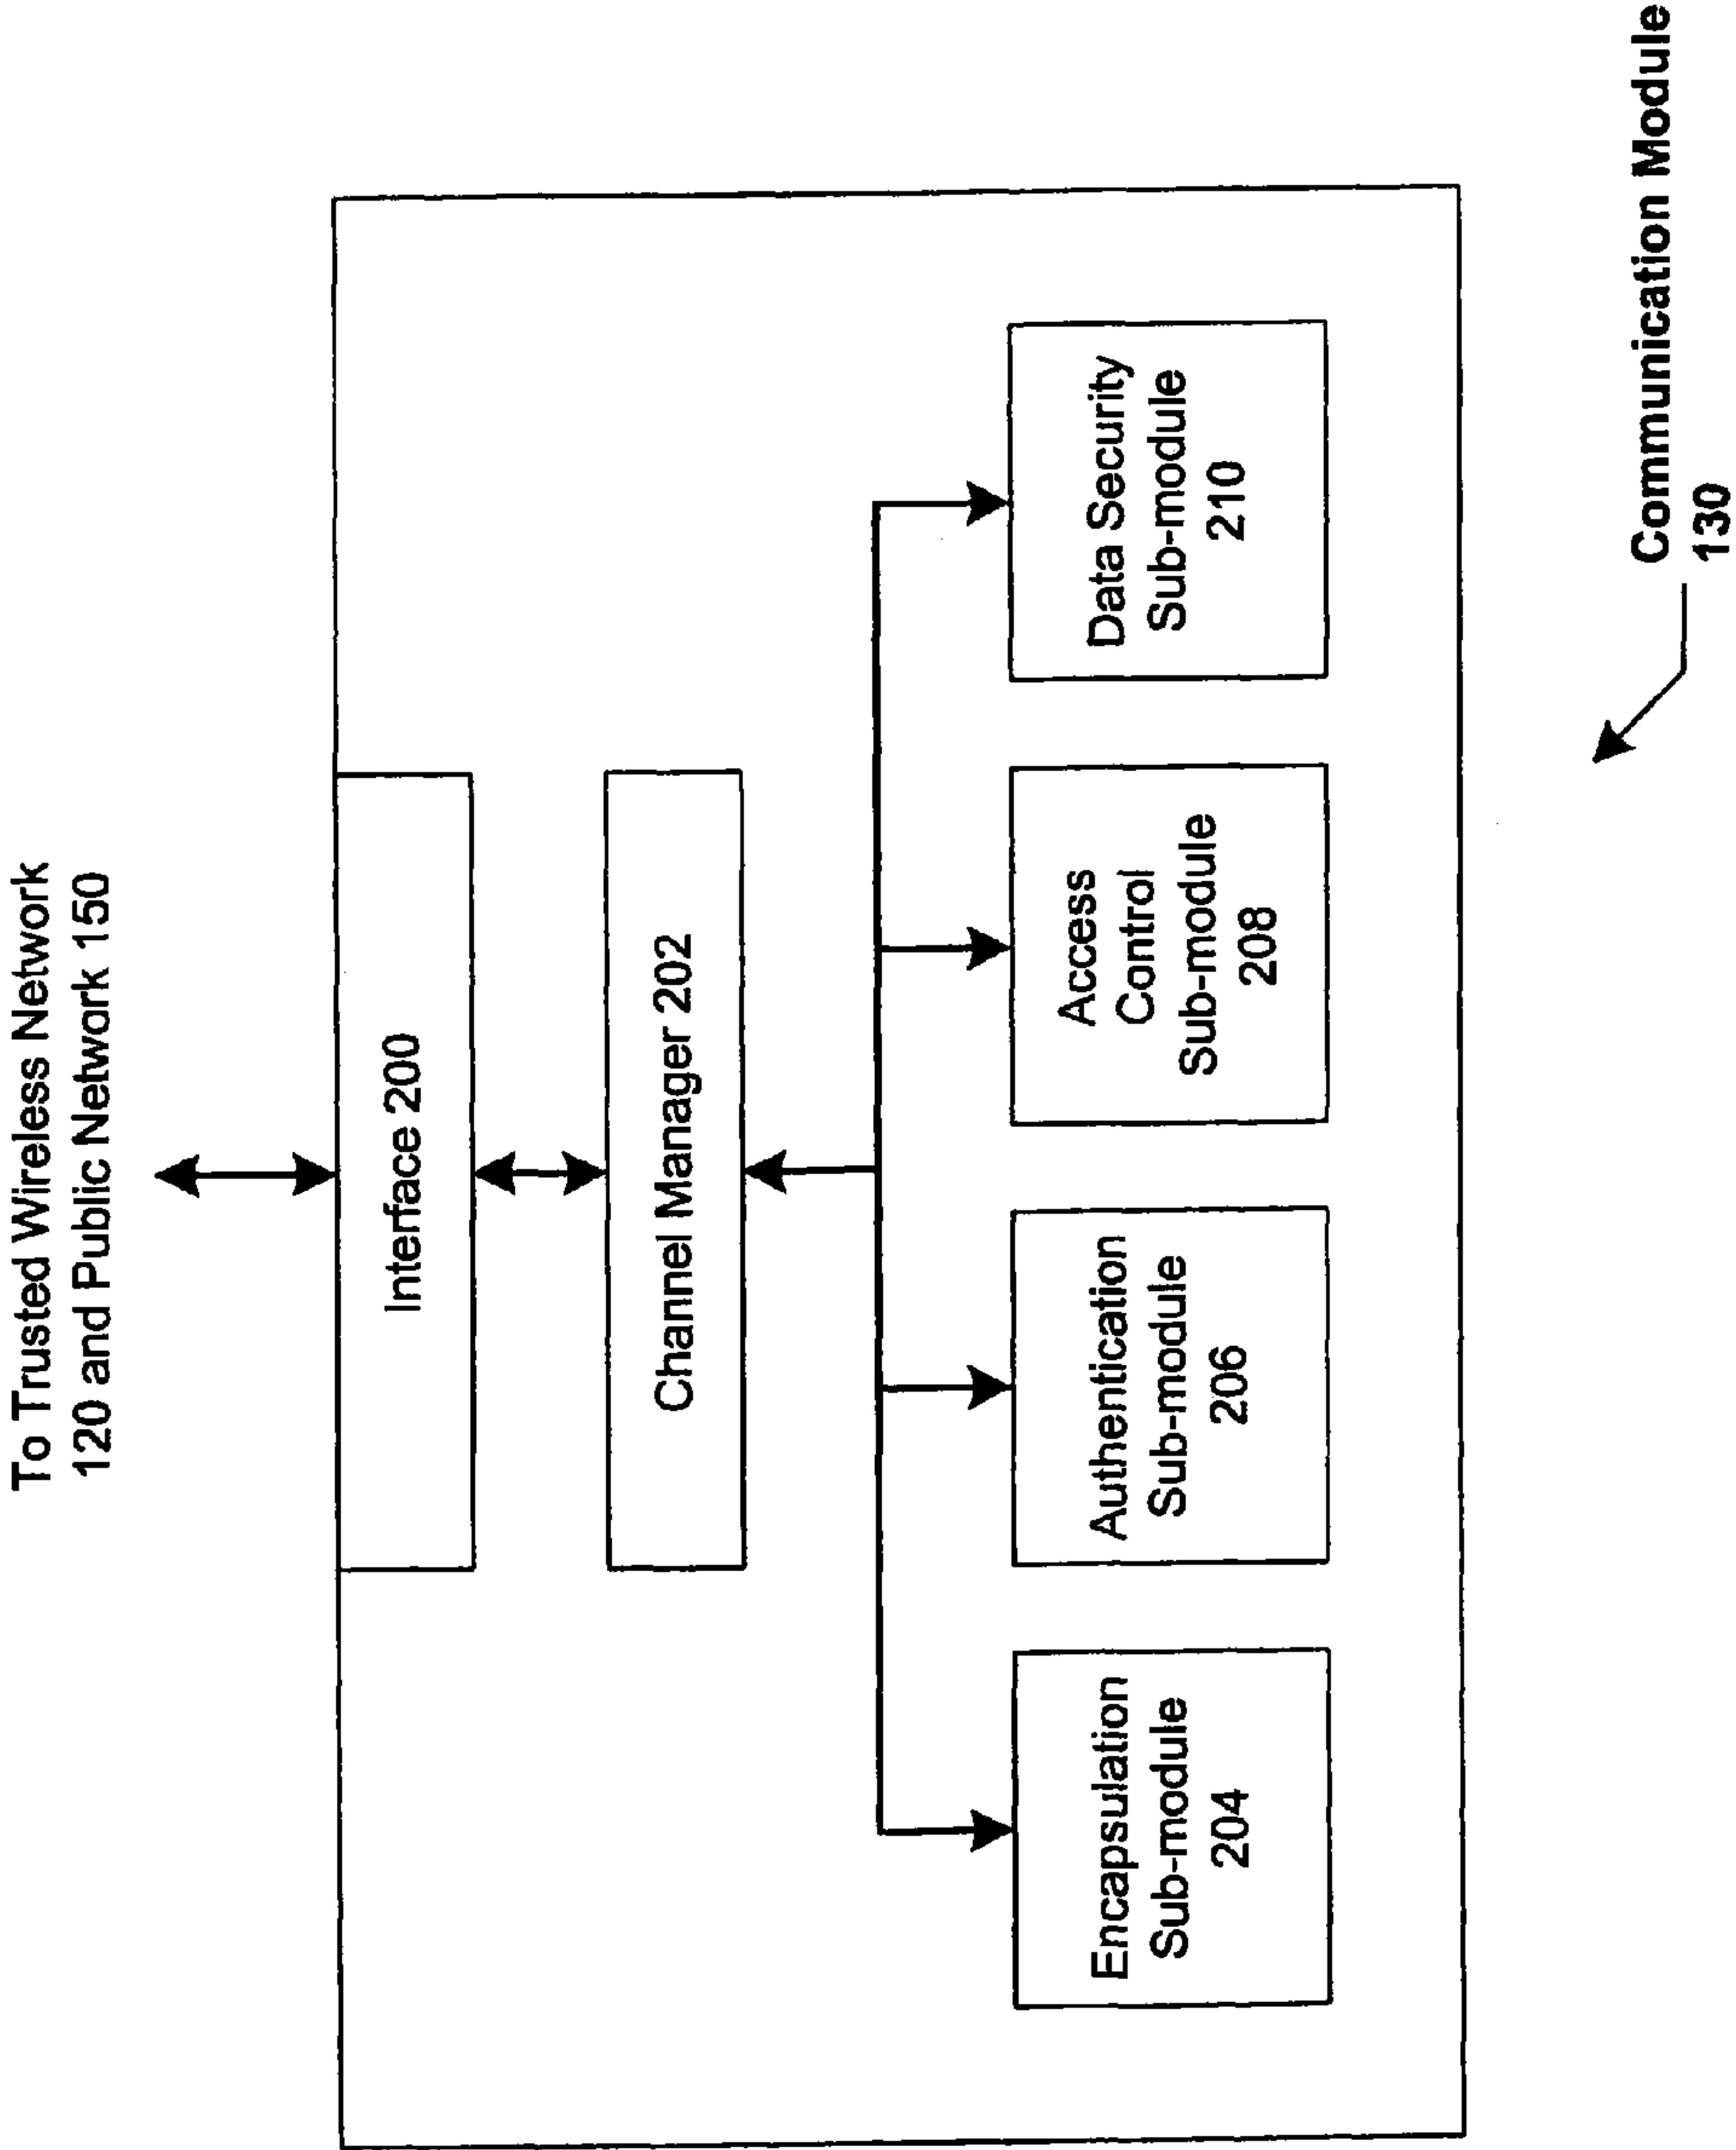 To Trusted Wireless Network
120 and Public Network 150
Interface 200
Channel Manager 202
Encapsulation
Sub-module
204
Authentication
Sub-module
206
Access
Control
Sub-module
208
Data Security
Sub-module
210
Communication Module
130